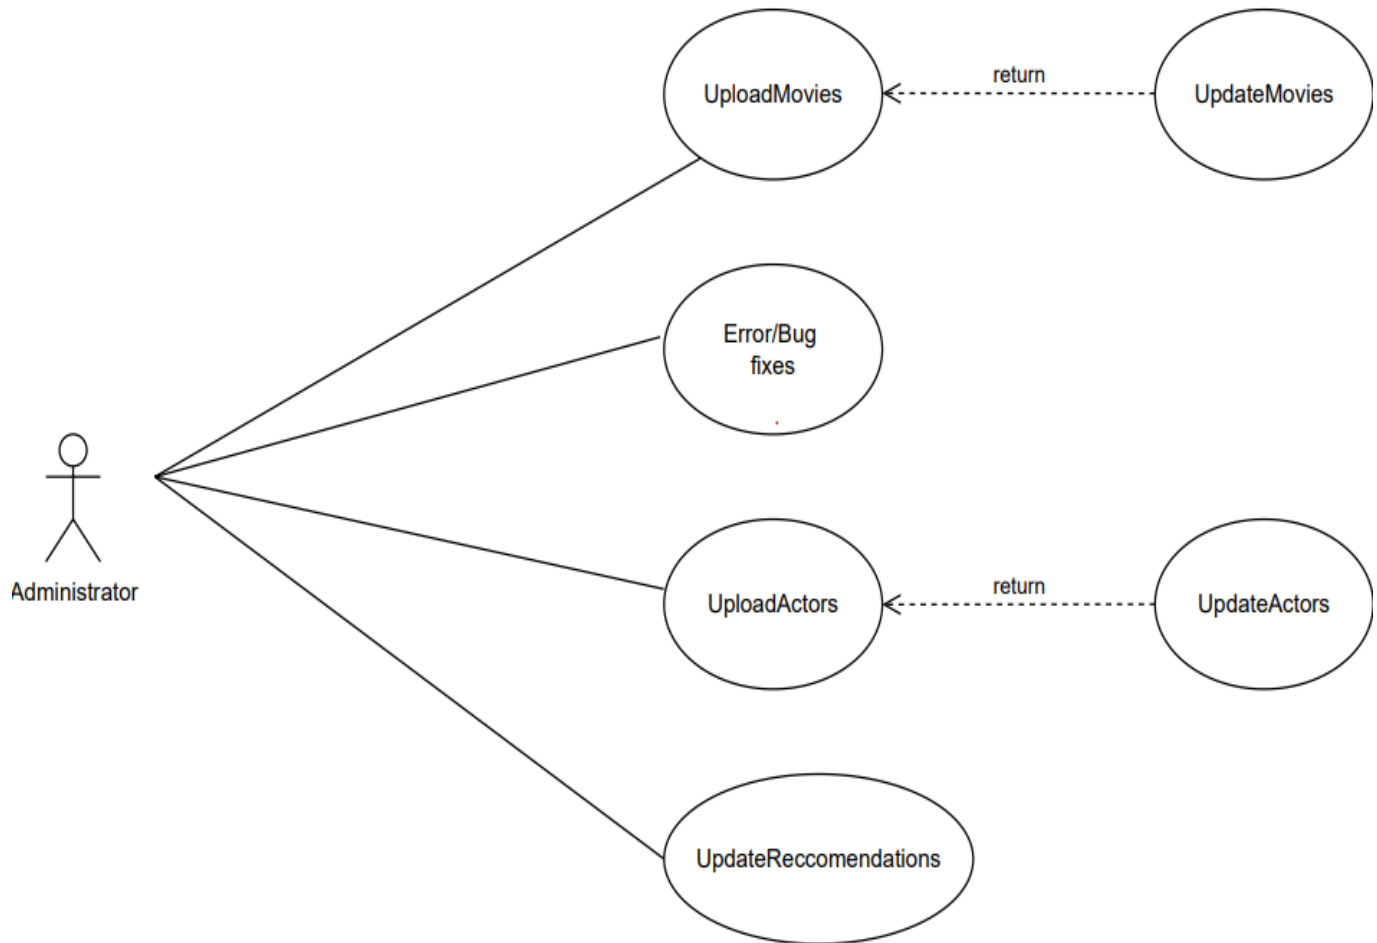 UploadMovies
return
UpdateMovies
Error/Bug
fixes
Administrator
UploadActors
return
UpdateActors
UpdateReccomendations